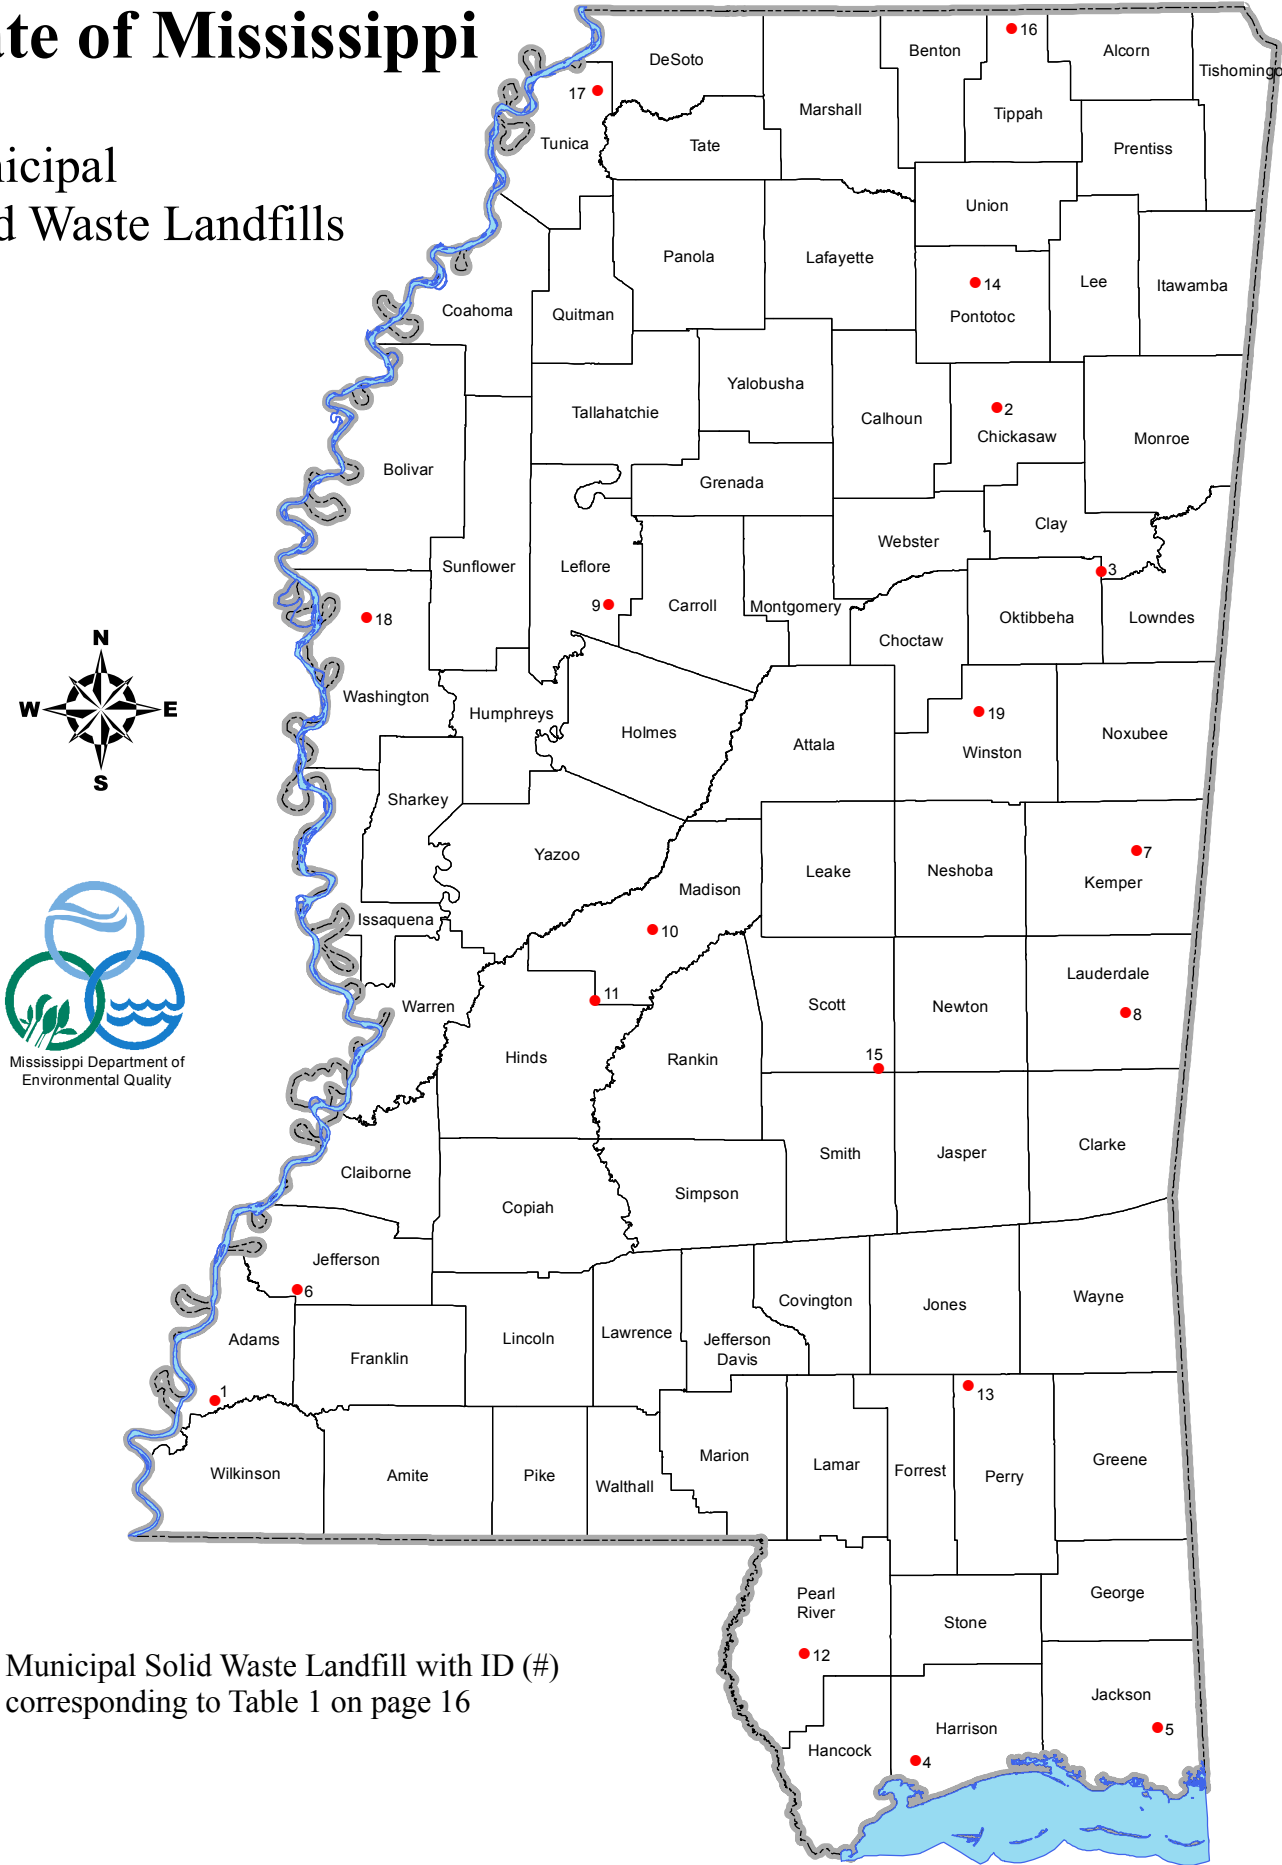 ate of Mississippi
nicipal
d Waste Landfills
DeSoto
Benton
16
Alcorn
Tishomingo
17
Marshall
Tippah
Tunica
Tate
Prentiss
Union
Panola
Lafayette
Lee
Itawamba
14
Coahoma
Quitman
Pontotoc
Yalobusha
Tallahatchie
2
Calhoun
Chickasaw
Monroe
Bolivar
Grenada
Clay
Webster
Sunflower
Leflore
3
9
Carroll
Montgomery
18
Oktibbeha
Lowndes
Choctaw
N
W
E
S
Washington
Humphreys
19
Holmes
Attala
Winston
Noxubee
Sharkey
Yazoo
7
Leake
Neshoba
Kemper
Madison
Issaquena
10
Lauderdale
11
Warren
Scott
Newton
8
Hinds
Rankin
15
Mississippi Department of
Environmental Quality
Smith
Jasper
Clarke
Claiborne
Simpson
Copiah
Jefferson
6
Covington
Jones
Wayne
Adams
Lincoln
Lawrence
Jefferson
Davis
Franklin
1
13
Wilkinson
Amite
Pike
Walthall
Marion
Lamar
Forrest
Perry
Greene
Pearl
River
George
Stone
12
Municipal Solid Waste Landfill with ID (#)
corresponding to Table 1 on page 16
Jackson
5
Harrison
Hancock
4